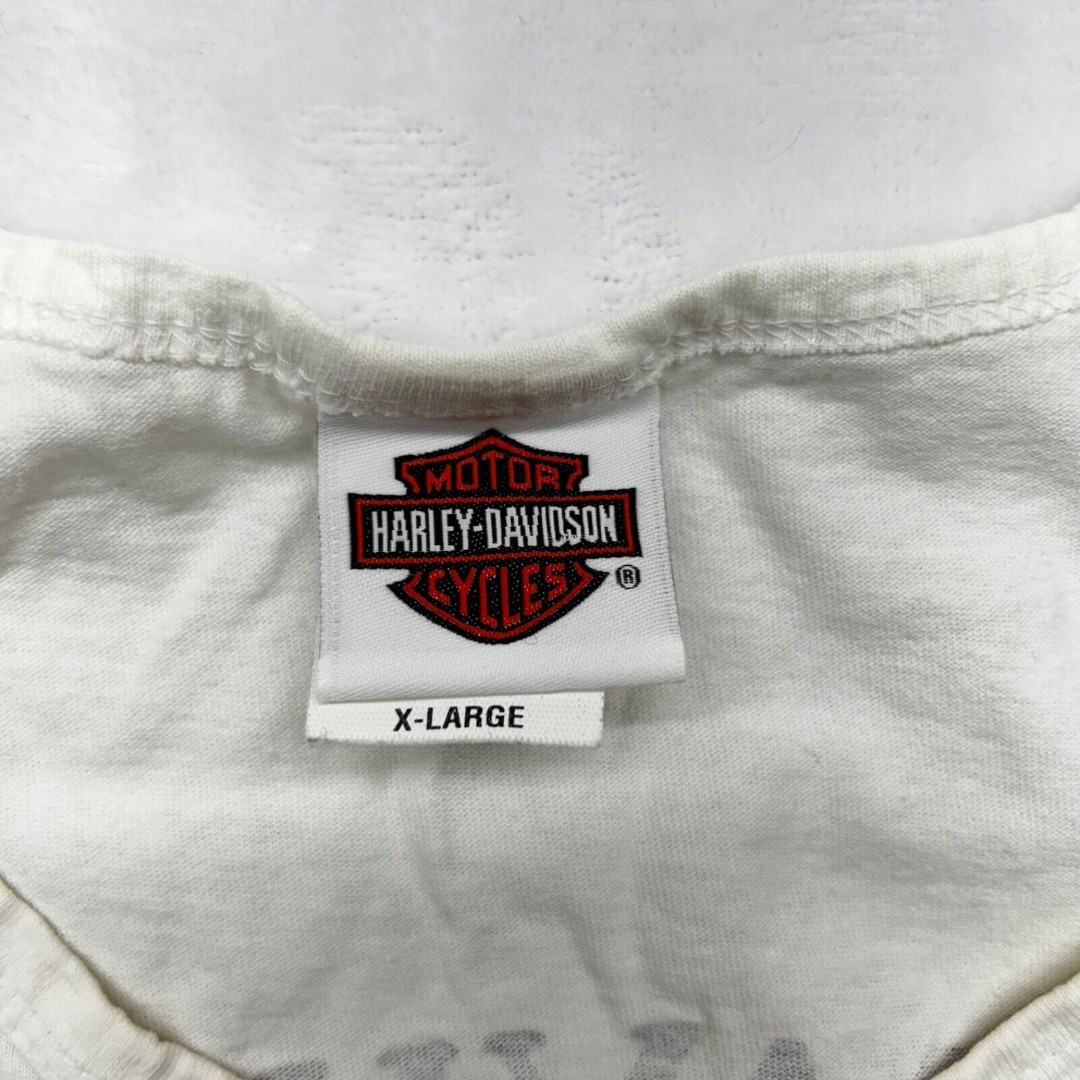 MOTOR
HARLEY-DAVIDSON
CYCLES
®
X-LARGE